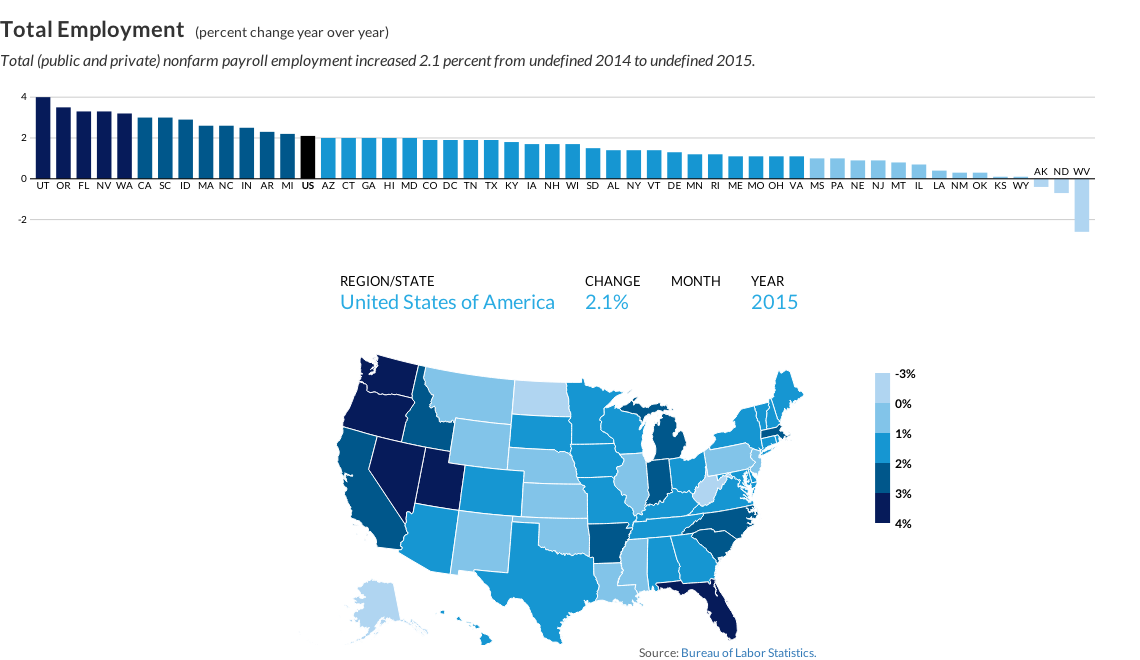 Total Employment (percent change year over year)
Total (public and private) nonfarm payroll employment increased 2.1 percent from undefined 2014 to undefined 2015.
4
2
0
-2
UT OR FL NV WA CA SC ID MA NC IN AR MI US AZ CT GA HI MD CO DC TN TX KY IA NH WI SD AL NY VT DE MN RI ME MO OH VA MS PA NE NJ MT IL LA NM OK KS WY AK ND WV
REGION/STATE CHANGE MONTH YEAR
United States of America 2.1% 2015
-3%
0%
1%
2%
3%
4%
Source: Bureau of Labor Statistics.